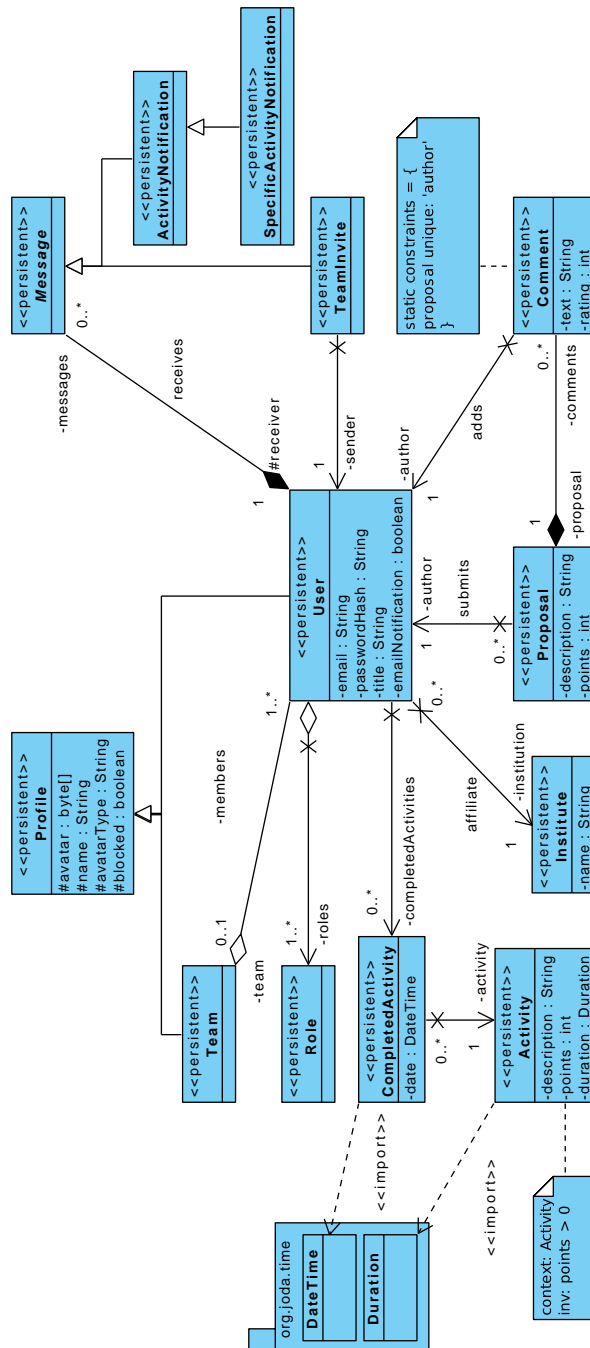 <<persistent>>
Profile
#avatar : byte[]
#name : String
#avatarType : String
#blocked : boolean
<<persistent>>
Message
0..*
-messages
receives
#receiver
1
<<persistent>>
ActivityNotification
<<persistent>>
SpecificActivityNotification
<<persistent>>
TeamInvite
1
-sender
<<persistent>>
Team
0..1
-team
-members
1..*
<<persistent>>
User
-email : String
-passwordHash : String
-title : String
-emailNotification : boolean
<<persistent>>
Role
1..*
-roles
org.joda.time
DateTime
Duration
<<import>>
<<import>>
<<persistent>>
CompletedActivity
-date : DateTime
0..*
-completedActivities
0..*
1
-activity
<<persistent>>
Activity
-description : String
-points : int
-duration : Duration
context: Activity
inv: points > 0
0..*
affiliate
1
-institution
<<persistent>>
Institute
-name : String
1
-author
submits
0..*
<<persistent>>
Proposal
-description : String
-points : int
1
-proposal
-author
1
adds
0..*
-comments
<<persistent>>
Comment
-text : String
-rating : int
static constraints = {
proposal unique: 'author'
}